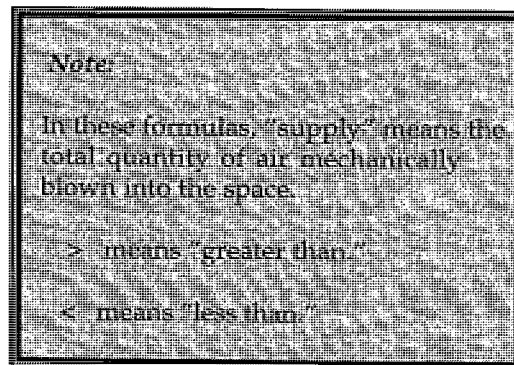 Note:
In these formulas, "supply" means the
total quantity of air mechanically
blown into the space.
> means "greater than."
< means "less than."